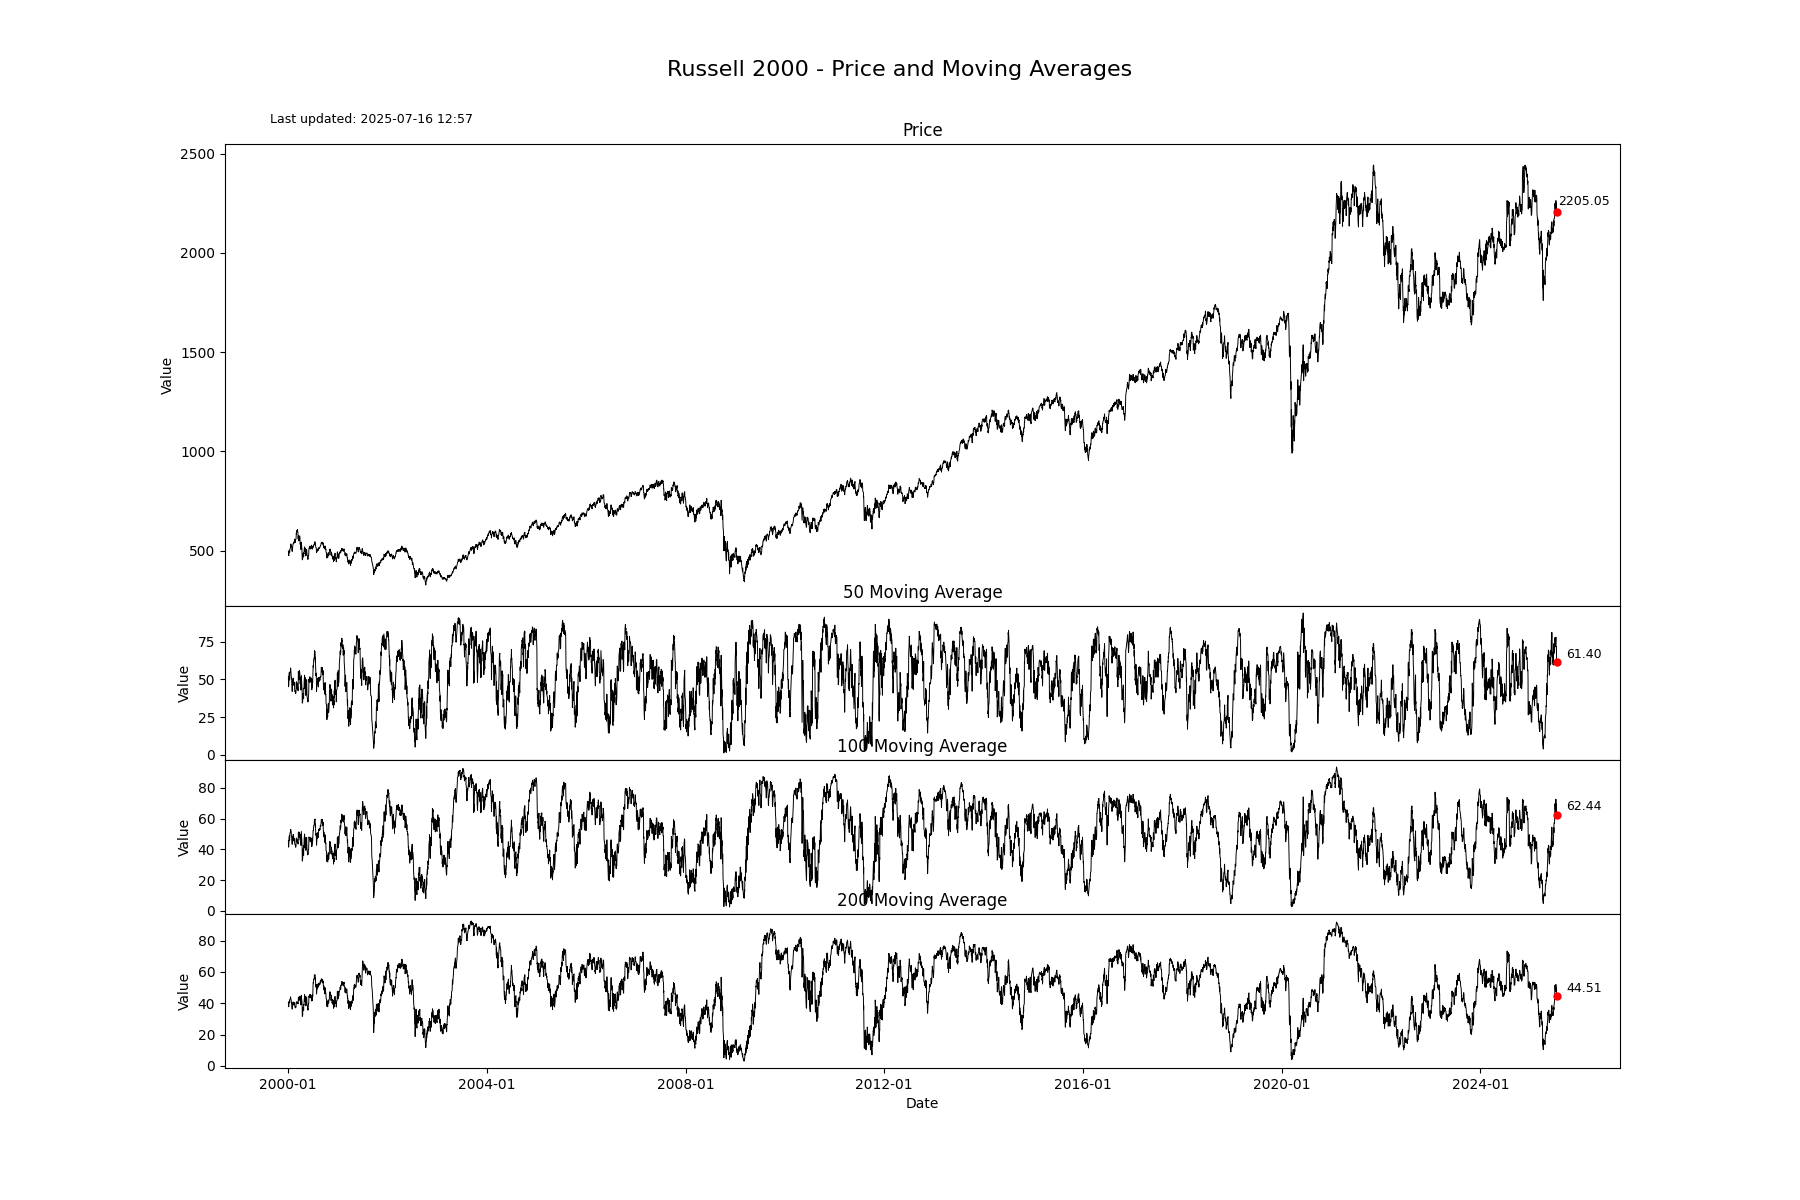 Russell 2000 - Price and Moving Averages
Last updated: 2025-07-16 12:57
Price
2500
2000
1500
1000
500
Value
2205.05
50 Moving Average
75
50
25
0
Value
61.40
100 Moving Average
80
60
40
20
0
Value
62.44
200 Moving Average
80
60
40
20
0
Value
44.51
2000-01 2004-01 2008-01 2012-01 2016-01 2020-01 2024-01
Date